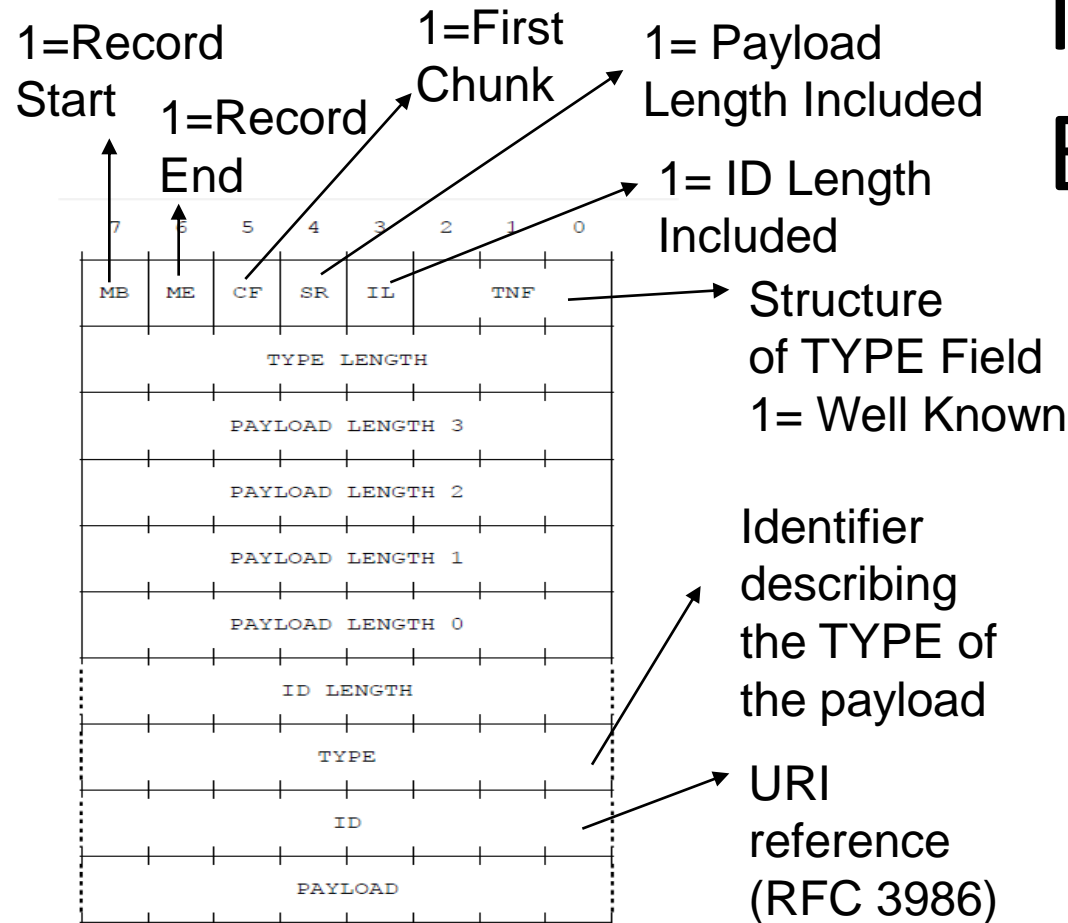 1=Record
Start
1=Record
End
1=First
Chunk
1= Payload
Length Included
1= ID Length
Included
7 6 5 4 3 2 1 0
MB ME CF SR IL TNF
Structure
of TYPE Field
1= Well Known
TYPE LENGTH
PAYLOAD LENGTH 3
PAYLOAD LENGTH 2
PAYLOAD LENGTH 1
PAYLOAD LENGTH 0
ID LENGTH
TYPE
ID
PAYLOAD
Identifier
describing
the TYPE of
the payload
URI
reference
(RFC 3986)